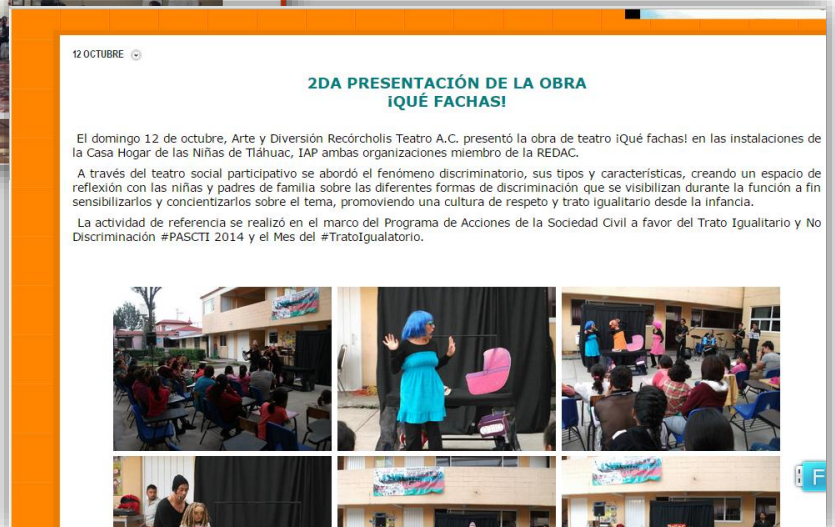 12 OCTUBRE
2DA PRESENTACIÓN DE LA OBRA
¡QUÉ FACHAS!
El domingo 12 de octubre, Arte y Diversión Recórcholis Teatro A.C. presentó la obra de teatro ¡Qué fachas! en las instalaciones de
la Casa Hogar de las Niñas de Tláhuac, IAP ambas organizaciones miembro de la REDAC.
A través del teatro social participativo se abordó el fenómeno discriminatorio, sus tipos y características, creando un espacio de
reflexión con las niñas y padres de familia sobre las diferentes formas de discriminación que se visibilizan durante la función a fin
sensibilizarlos y concientizarlos sobre el tema, promoviendo una cultura de respeto y trato igualitario desde la infancia.
La actividad de referencia se realizó en el marco del Programa de Acciones de la Sociedad Civil a favor del Trato Igualitario y No
Discriminación #PASCTI 2014 y el Mes del #TratoIgualatorio.
F